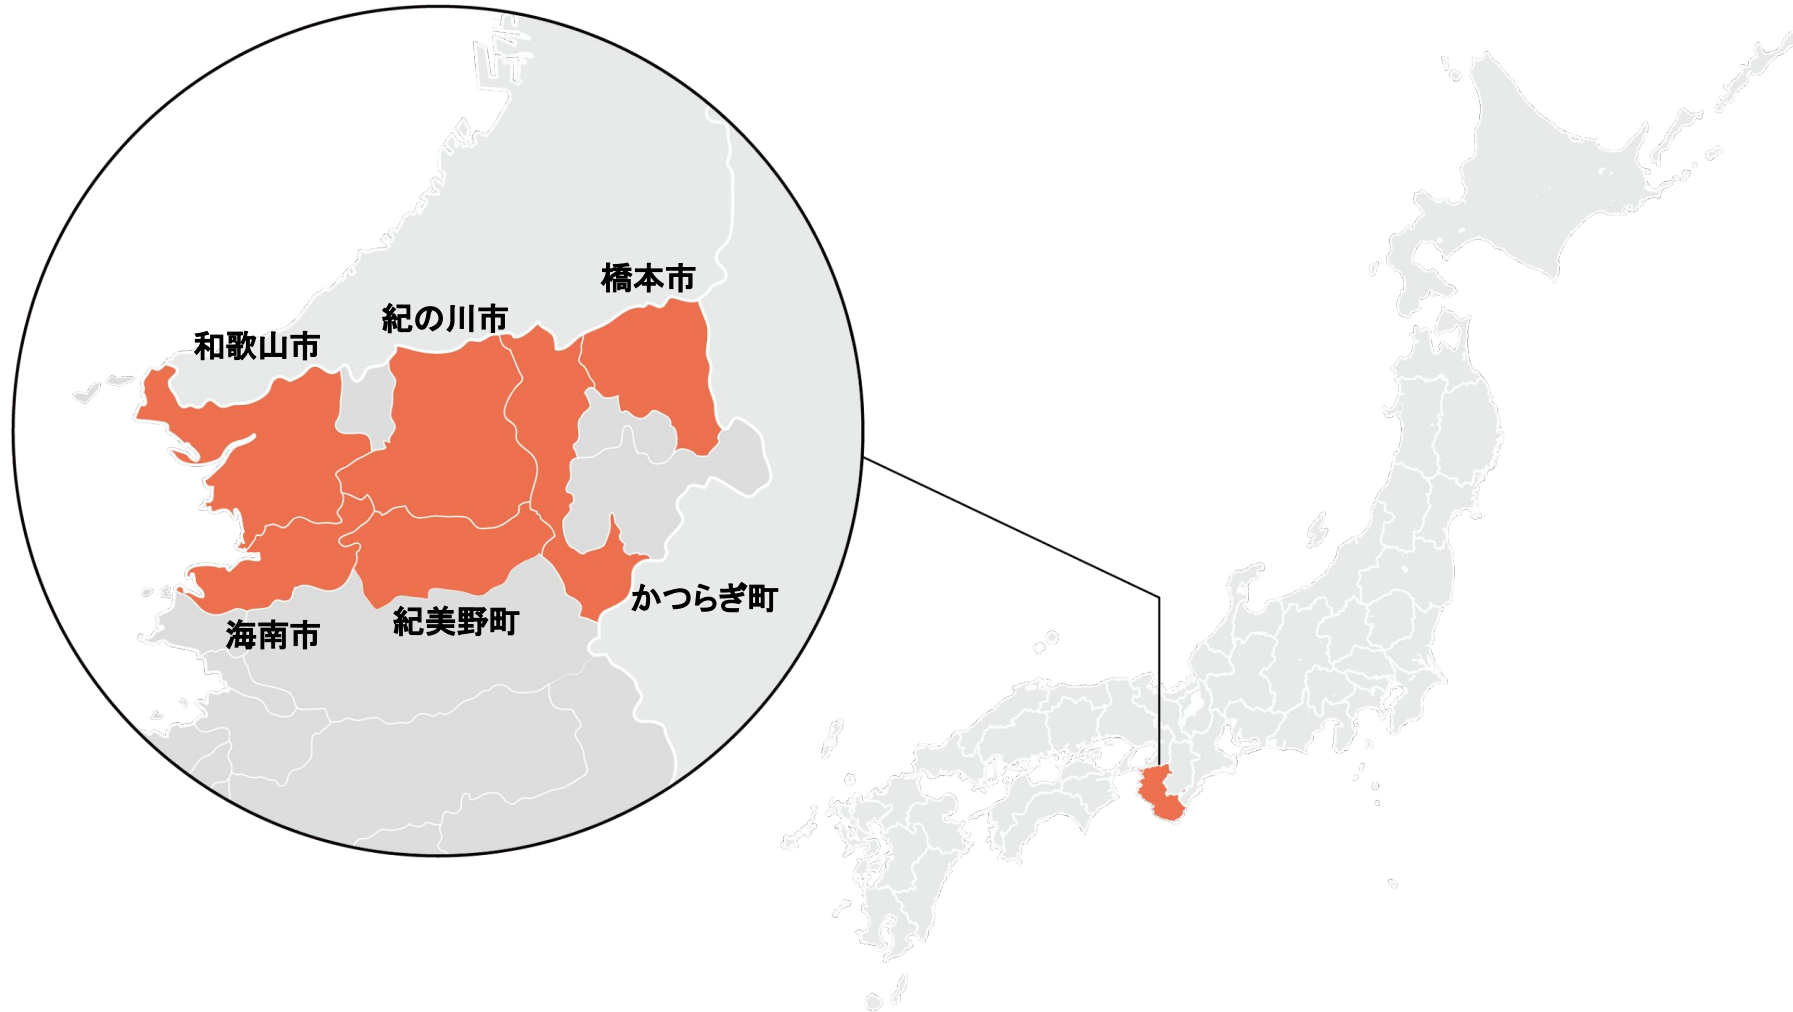 橋本市
紀の川市
和歌山市
かつらぎ町
紀美野町
海南市